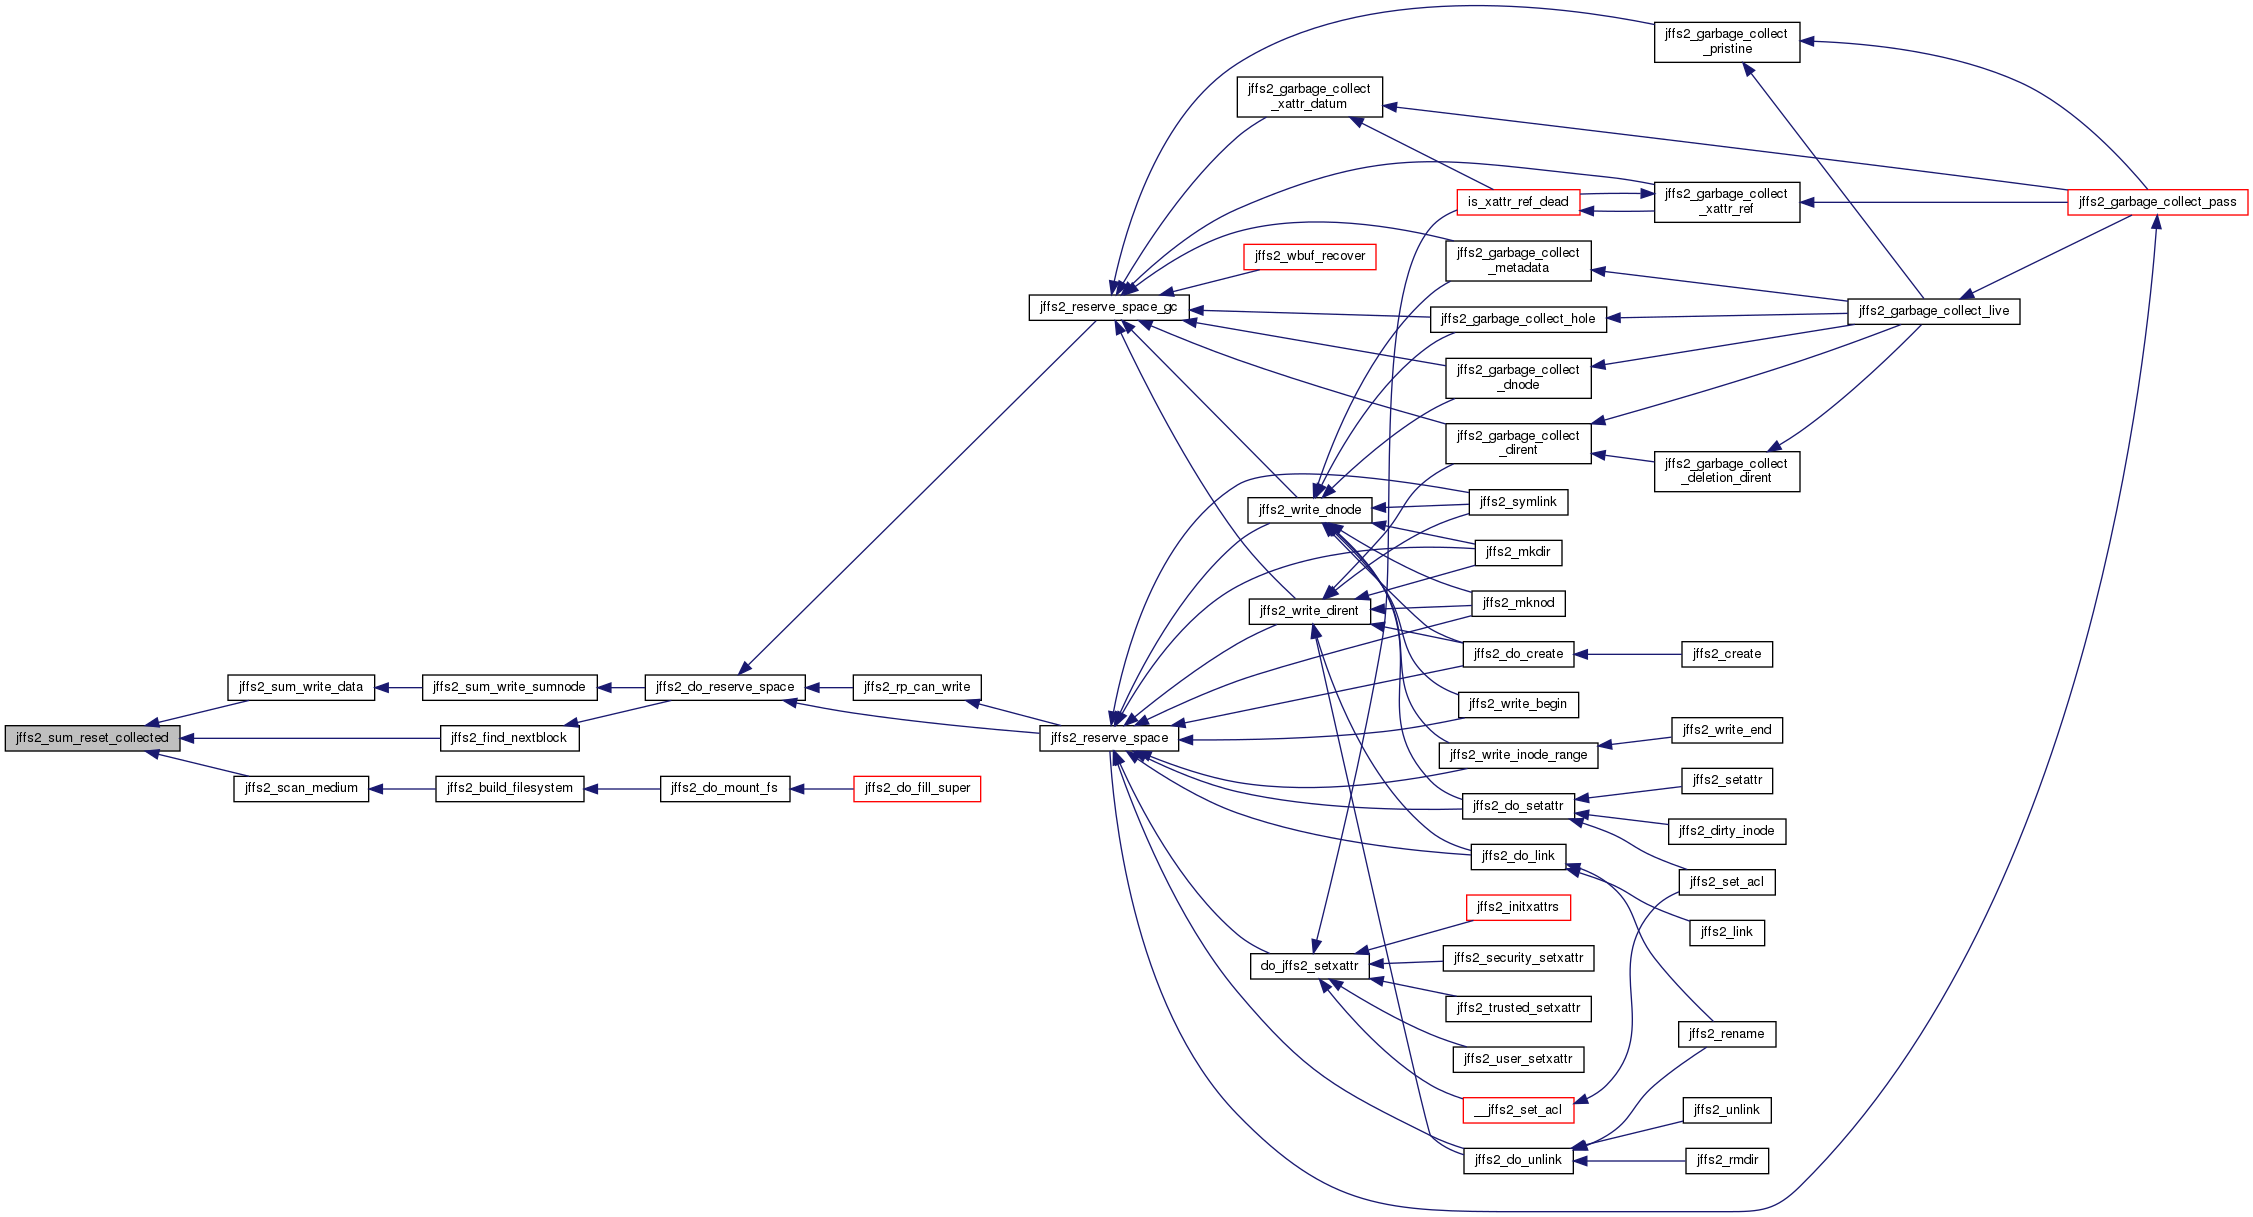 jffs2_sum_reset_collected
jffs2_sum_write_data
jffs2_find_nextblock
jffs2_scan_medium
jffs2_sum_write_sumnode
jffs2_build_filesystem
jffs2_do_reserve_space
jffs2_do_mount_fs
jffs2_rp_can_write
jffs2_do_fill_super
jffs2_reserve_space_gc
jffs2_reserve_space
jffs2_garbage_collect
_xattr_datum
jffs2_wbuf_recover
jffs2_write_dnode
jffs2_write_dirent
do_jffs2_setxattr
is_xattr_ref_dead
jffs2_garbage_collect
_metadata
jffs2_garbage_collect_hole
jffs2_garbage_collect
_dnode
jffs2_garbage_collect
_dirent
jffs2_symlink
jffs2_mkdir
jffs2_mknod
jffs2_do_create
jffs2_write_begin
jffs2_write_inode_range
jffs2_do_setattr
jffs2_do_link
jffs2_initxattrs
jffs2_security_setxattr
jffs2_trusted_setxattr
jffs2_user_setxattr
__jffs2_set_acl
jffs2_do_unlink
jffs2_garbage_collect
_pristine
jffs2_garbage_collect
_xattr_ref
jffs2_garbage_collect
_deletion_dirent
jffs2_create
jffs2_write_end
jffs2_setattr
jffs2_dirty_inode
jffs2_set_acl
jffs2_link
jffs2_rename
jffs2_unlink
jffs2_rmdir
jffs2_garbage_collect_live
jffs2_garbage_collect_pass